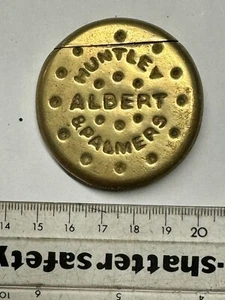 HUNTLEY
ALBERT
& PALMERS
14 15 16 17 18 19 20
-shatter safety